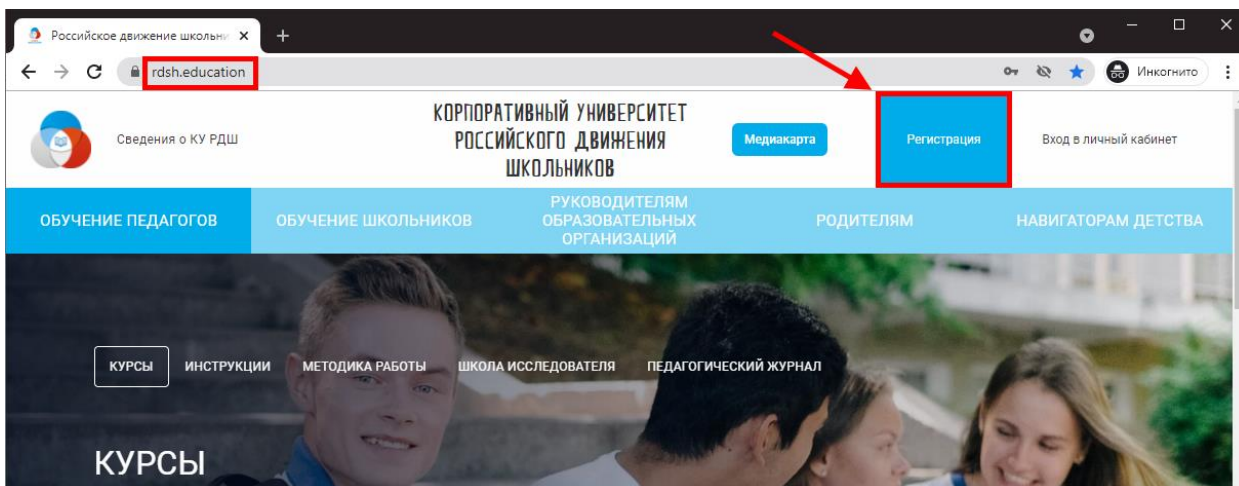 Российское движение школьни
rdsh.education
Инкогнито
Сведения о КУ РДШ
КОРПОРАТИВНЫЙ УНИВЕРСИТЕТ
РОССИЙСКОГО ДВИЖЕНИЯ
ШКОЛЬНИКОВ
Медиакарта
Регистрация
Вход в личный кабинет
ОБУЧЕНИЕ ПЕДАГОГОВ
ОБУЧЕНИЕ ШКОЛЬНИКОВ
РУКОВОДИТЕЛЯМ
ОБРАЗОВАТЕЛЬНЫХ
ОРГАНИЗАЦИЙ
РОДИТЕЛЯМ
НАВИГАТОРАМ ДЕТСТВА
КУРСЫ ИНСТРУКЦИИ МЕТОДИКА РАБОТЫ ШКОЛА ИССЛЕДОВАТЕЛЯ ПЕДАГОГИЧЕСКИЙ ЖУРНАЛ
КУРСЫ